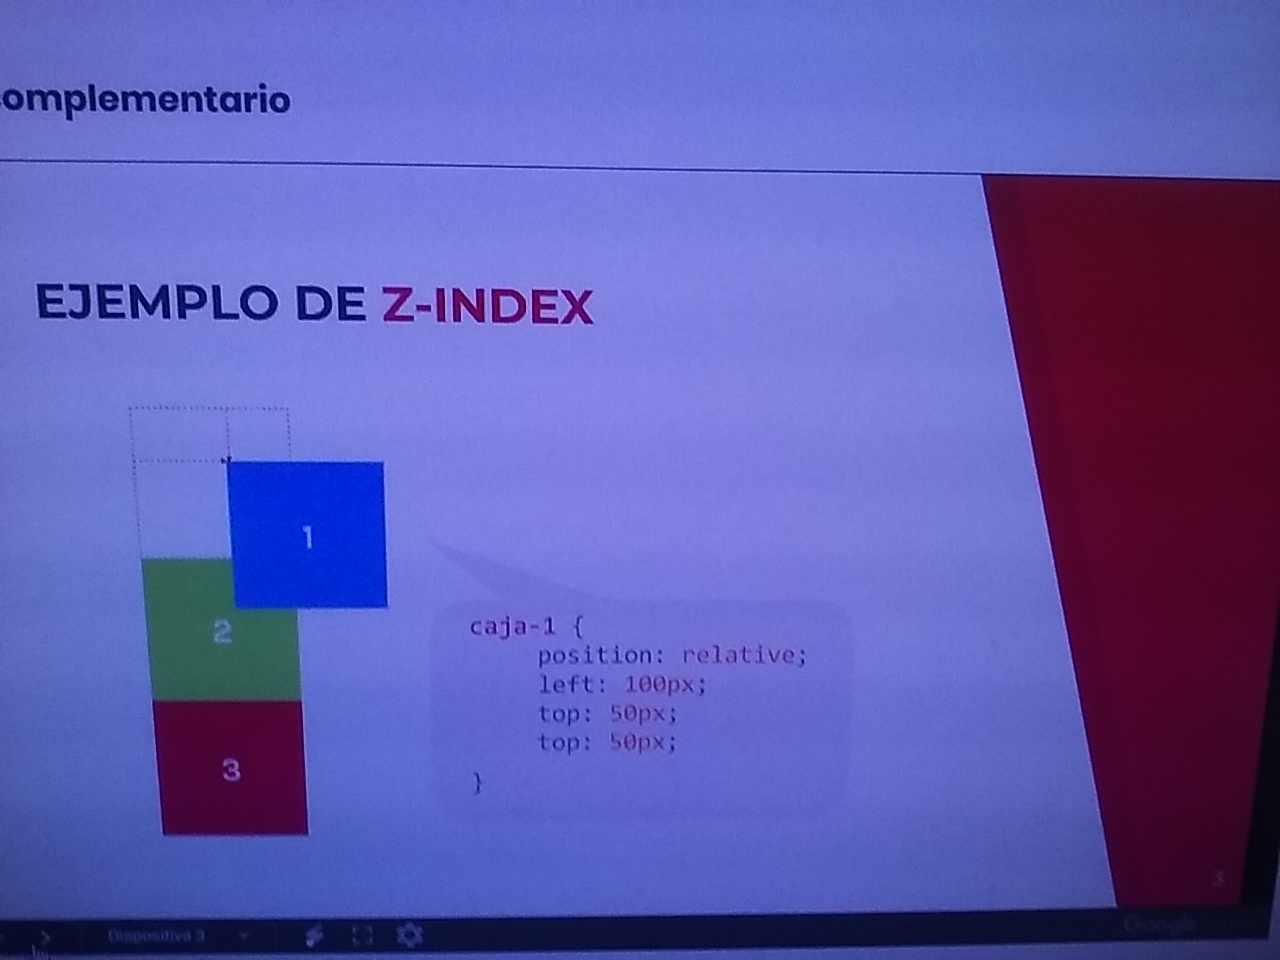 omplementario
EJEMPLO DE Z-INDEX
1
2
3
caja-1 {
position: relative;
left: 100px;
top: 50px;
top: 50px;
}
3
Diapositiva 3
Google